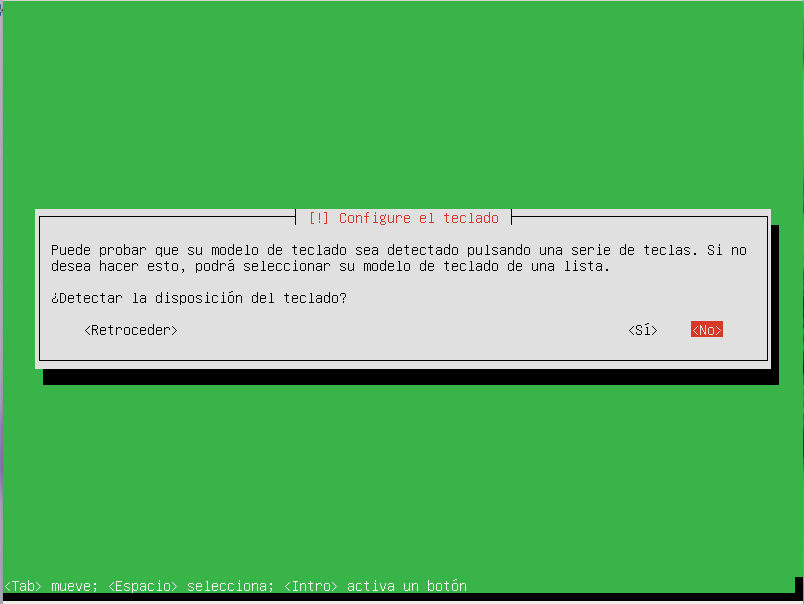 [!] Configure el teclado
Puede probar que su modelo de teclado sea detectado pulsando una serie de teclas. Si no
desea hacer esto, podrá seleccionar su modelo de teclado de una lista.
¿Detectar la disposición del teclado?
<Retroceder> <Sí> <No>
<Tab> mueve; <Espacio> selecciona; <Intro> activa un botón